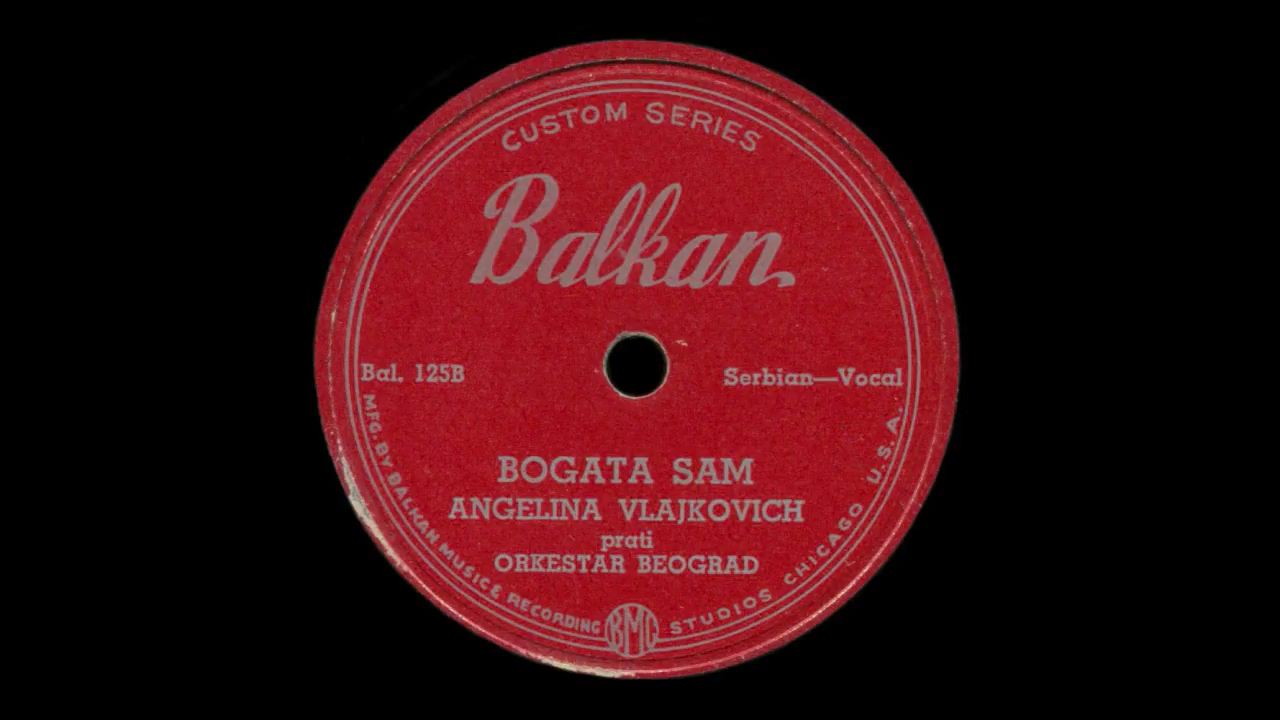 CUSTOM SERIES
Balkan
Bal. 125B
Serbian—Vocal
BOGATA SAM
ANGELINA VLAJKOVICH
prati
ORKESTAR BEOGRAD
MFG. BY BALKAN MUSIC & RECORDING STUDIOS CHICAGO U.S.A.
BMC